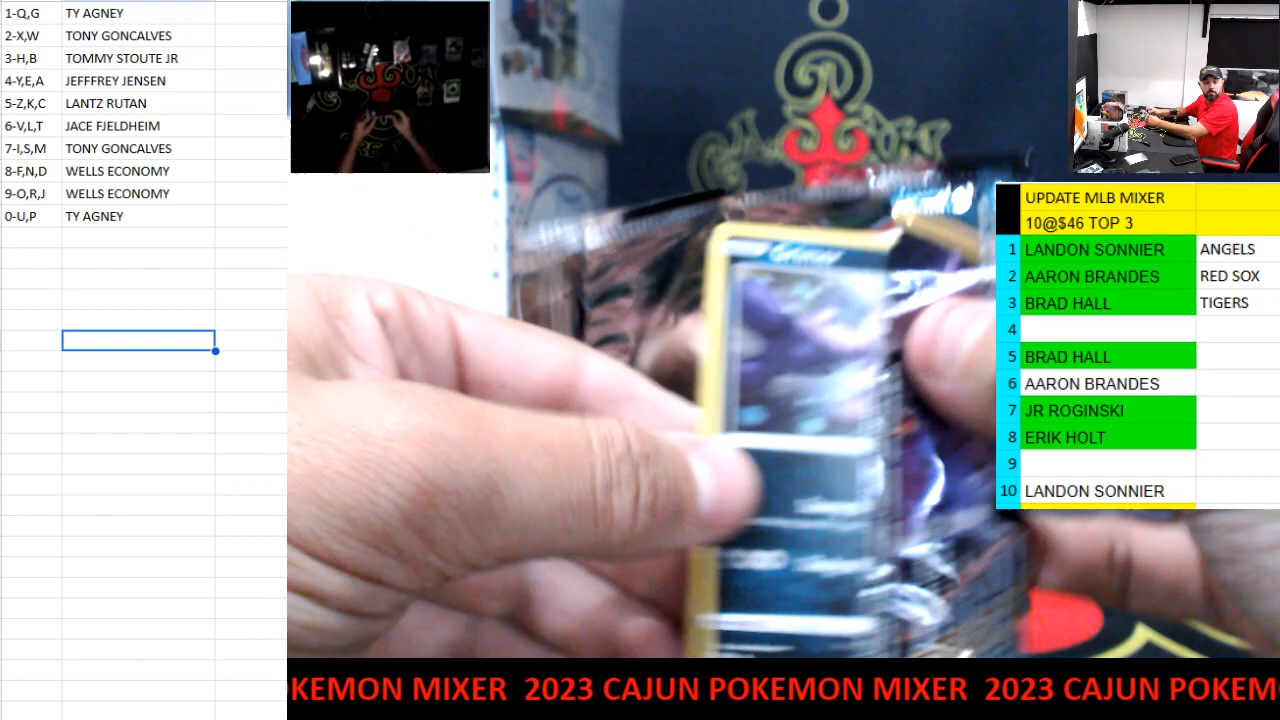 1-Q,G TY AGNEY
2-X,W TONY GONCALVES
3-H,B TOMMY STOUTE JR
4-Y,E,A JEFFFREY JENSEN
5-Z,K,C LANTZ RUTAN
6-V,L,T JACE FJELDHEIM
7-I,S,M TONY GONCALVES
8-F,N,D WELLS ECONOMY
9-O,R,J WELLS ECONOMY
0-U,P TY AGNEY
UPDATE MLB MIXER
10@$46 TOP 3
1 LANDON SONNIER ANGELS
2 AARON BRANDES RED SOX
3 BRAD HALL TIGERS
4
5 BRAD HALL
6 AARON BRANDES
7 JR ROGINSKI
8 ERIK HOLT
9
10 LANDON SONNIER
KEMON MIXER 2023 CAJUN POKEMON MIXER 2023 CAJUN POKEM